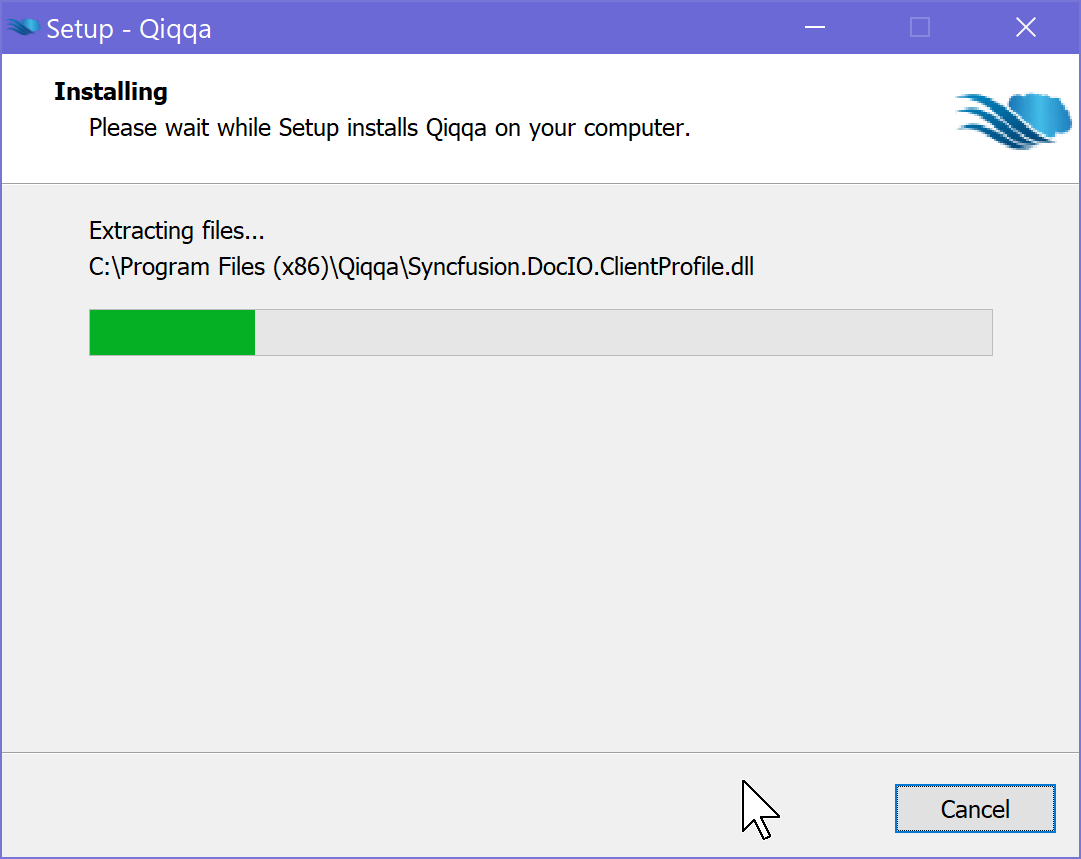 Setup - Qiqqa
Installing
Please wait while Setup installs Qiqqa on your computer.
Extracting files...
C:\Program Files (x86)\Qiqqa\Syncfusion.DocIO.ClientProfile.dll
Cancel